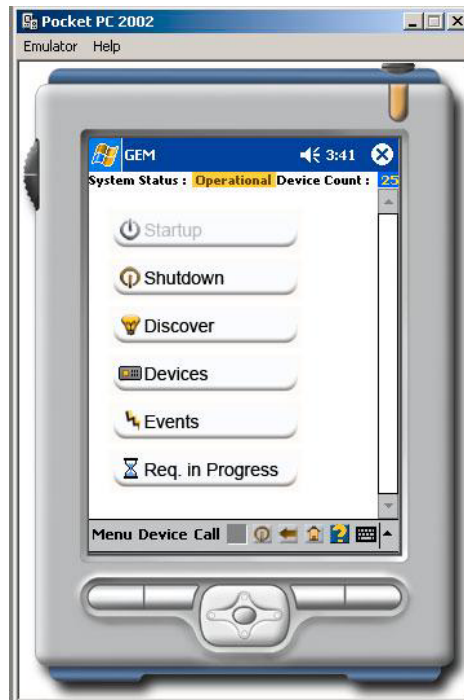 Pocket PC 2002
Emulator Help
GEM 3:41
System Status : Operational Device Count : 25
Startup
Shutdown
Discover
Devices
Events
Req. in Progress
Menu Device Call